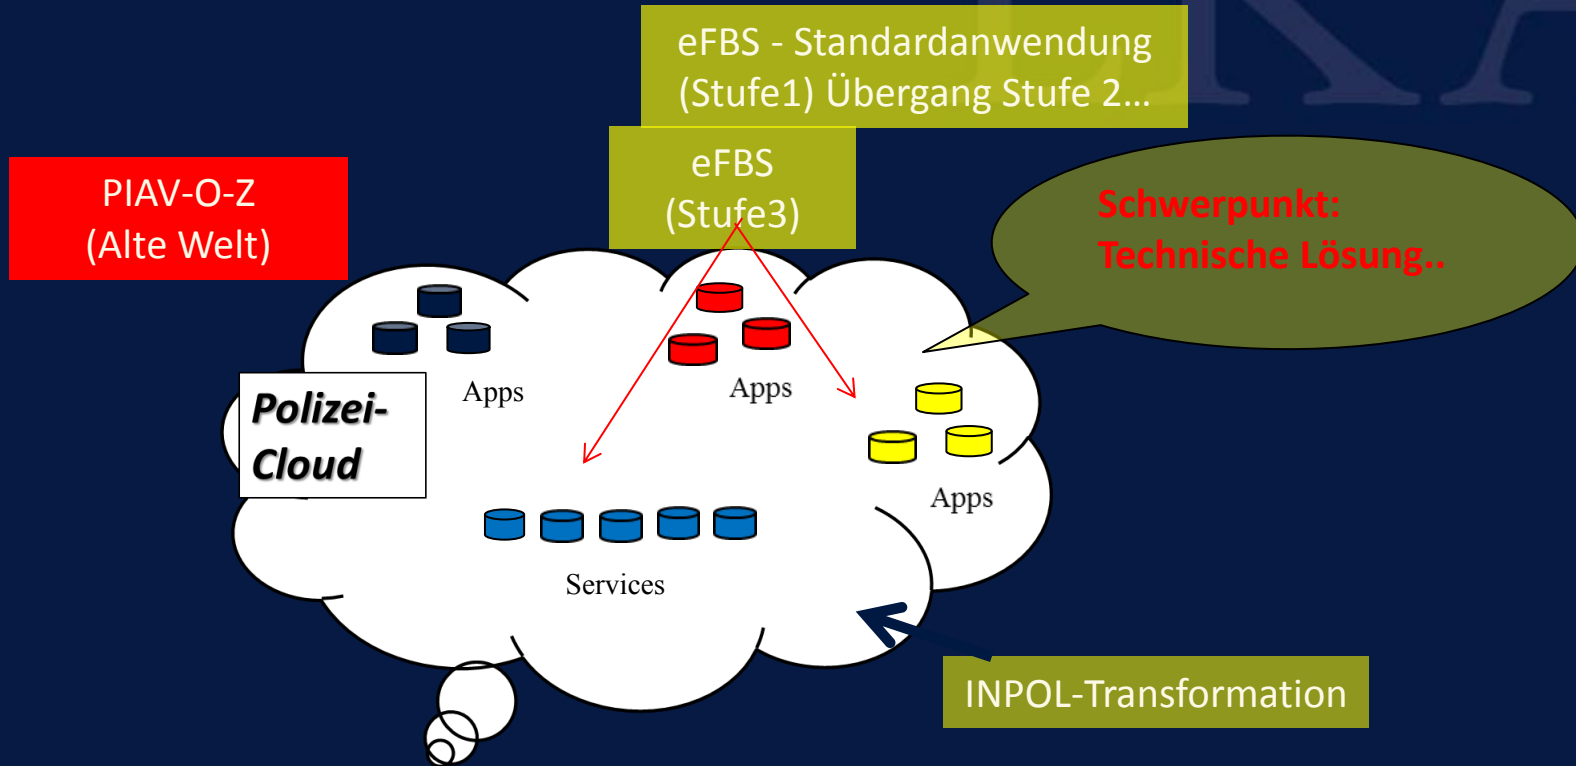 eFBS - Standardanwendung
(Stufe1) Übergang Stufe 2...
eFBS
(Stufe3)
PIAV-O-Z
(Alte Welt)
Schwerpunkt:
Technische Lösung..
Polizei-
Cloud
Apps
Apps
Apps
Services
INPOL-Transformation